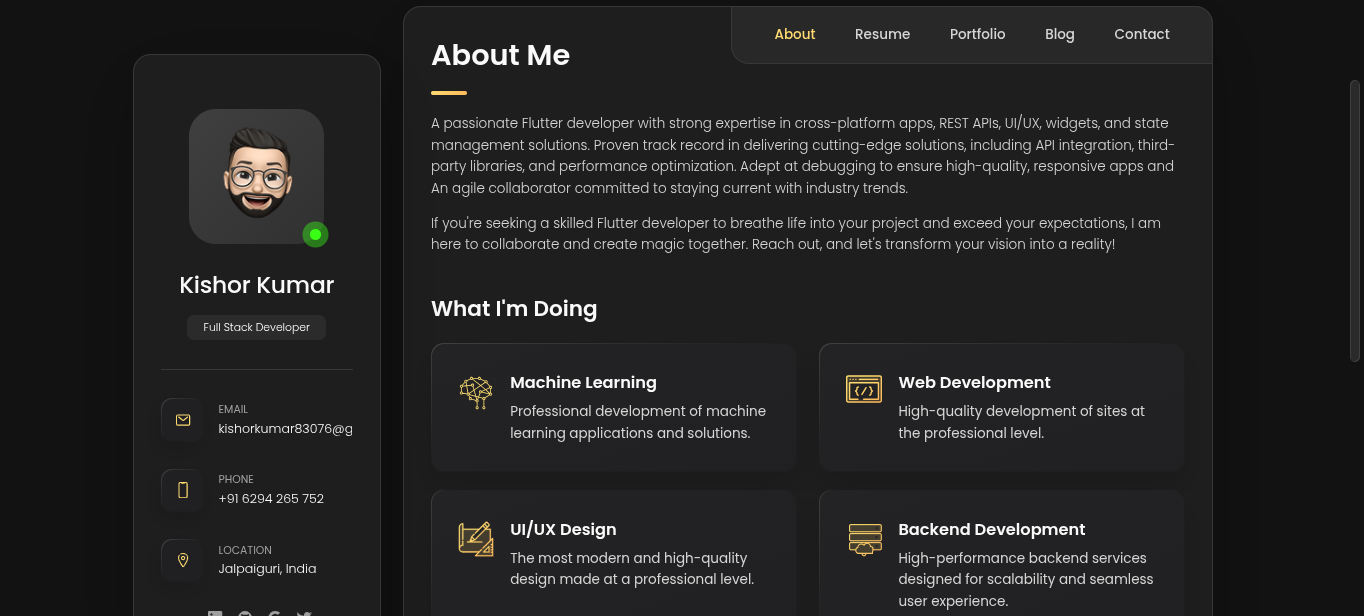 About
Resume
Portfolio
Blog
Contact
Kishor Kumar
Full Stack Developer
EMAIL
kishorkumar83076@g
PHONE
+91 6294 265 752
LOCATION
Jalpaiguri, India
About Me
A passionate Flutter developer with strong expertise in cross-platform apps, REST APIs, UI/UX, widgets, and state
management solutions. Proven track record in delivering cutting-edge solutions, including API integration, third-
party libraries, and performance optimization. Adept at debugging to ensure high-quality, responsive apps and
An agile collaborator committed to staying current with industry trends.
If you're seeking a skilled Flutter developer to breathe life into your project and exceed your expectations, I am
here to collaborate and create magic together. Reach out, and let's transform your vision into a reality!
What I'm Doing
Machine Learning
Professional development of machine
learning applications and solutions.
Web Development
High-quality development of sites at
the professional level.
UI/UX Design
The most modern and high-quality
design made at a professional level.
Backend Development
High-performance backend services
designed for scalability and seamless
user experience.